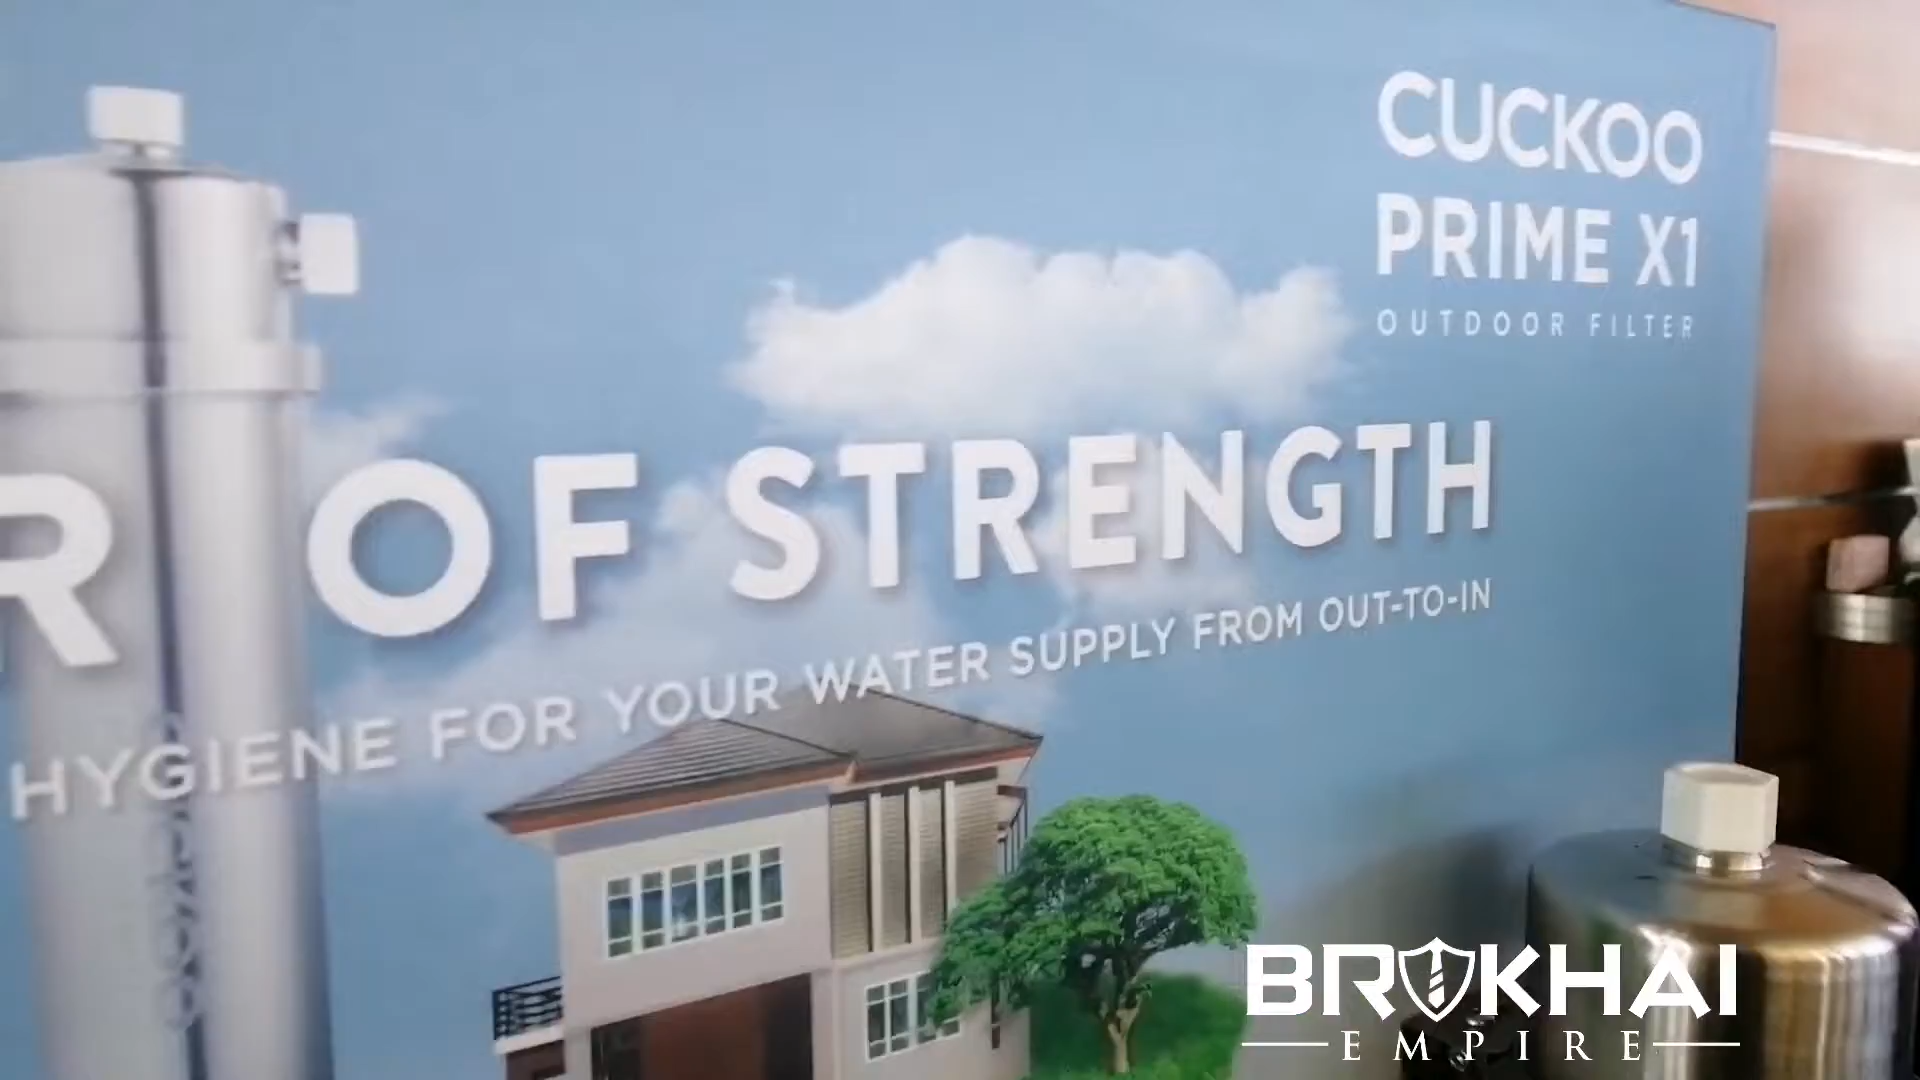 CUCKOO
PRIME X1
OUTDOOR FILTER
R OF STRENGTH
HYGIENE FOR YOUR WATER SUPPLY FROM OUT-TO-IN
BROKHAI
EMPIRE